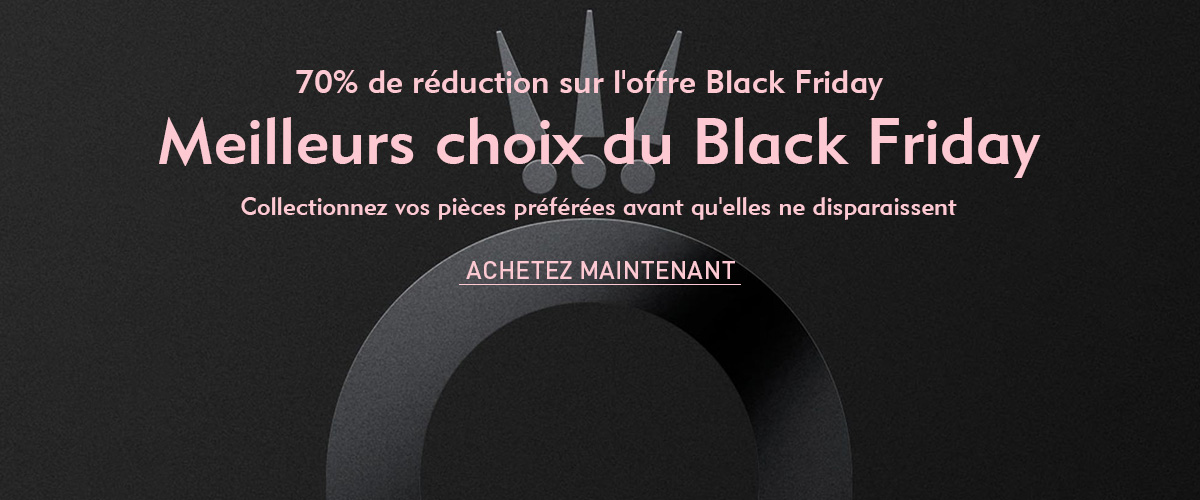 70% de réduction sur l'offre Black Friday
Meilleurs choix du Black Friday
Collectionnez vos pièces préférées avant qu'elles ne disparaissent
ACHETEZ MAINTENANT